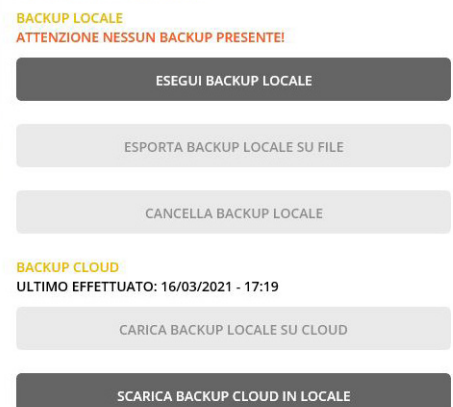 BACKUP LOCALE
ATTENZIONE NESSUN BACKUP PRESENTE!
ESEGUI BACKUP LOCALE
ESPORTA BACKUP LOCALE SU FILE
CANCELLA BACKUP LOCALE
BACKUP CLOUD
ULTIMO EFFETTUATO: 16/03/2021 - 17:19
CARICA BACKUP LOCALE SU CLOUD
SCARICA BACKUP CLOUD IN LOCALE